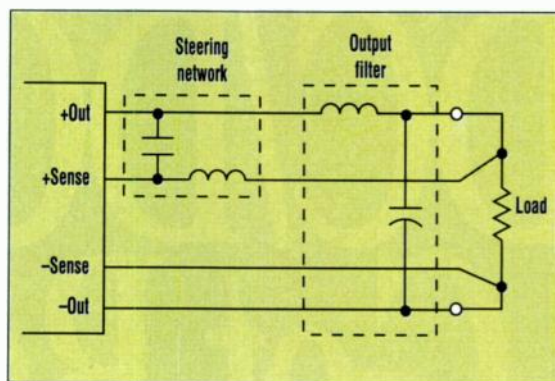 Steering
network
Output
filter
+Out
+Sense
Load
–Sense
–Out